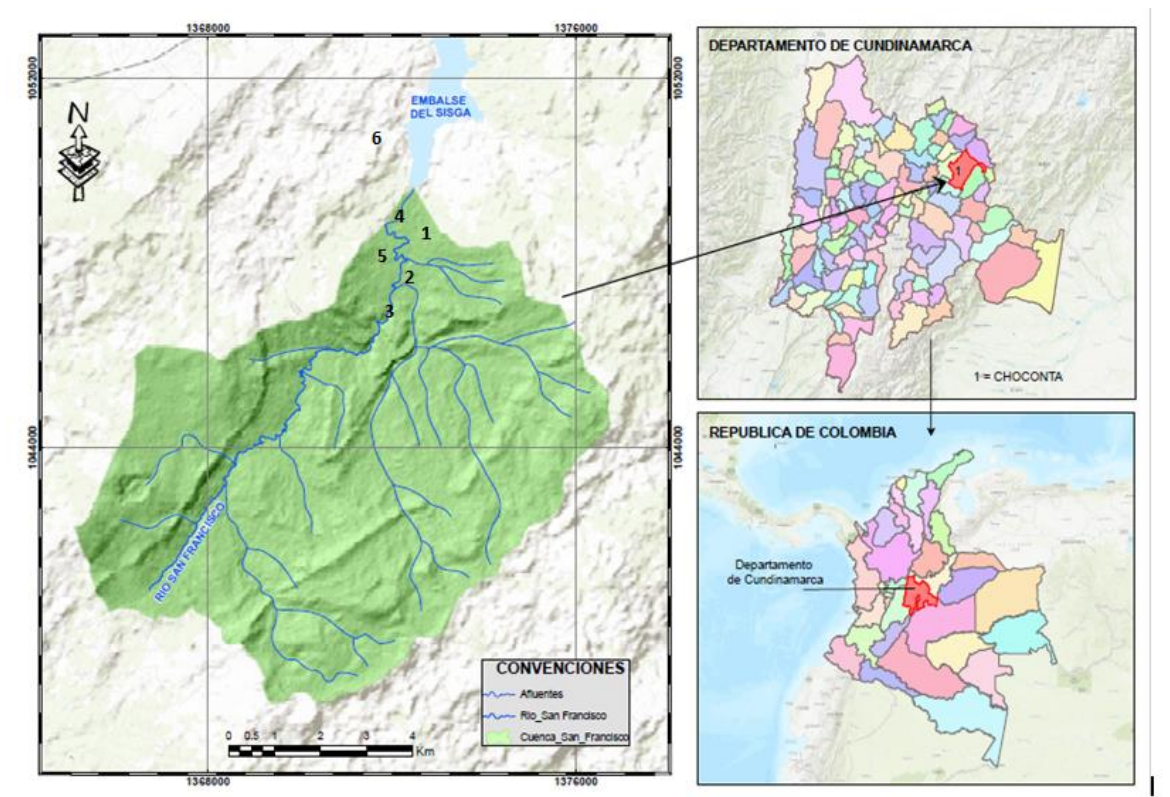 1368000
1376000
1052000
1052000
N
EMBALSE
DEL SISGA
6
4
1
5
2
3
1044000
1044000
RIO SAN FRANCISCO
CONVENCIONES
Afluentes
Rio_San Francisco
Cuenca_San_Francisco
0 0.5 1 2 3 4
Km
1368000
1376000
DEPARTAMENTO DE CUNDINAMARCA
1
1 = CHOCONTA
REPUBLICA DE COLOMBIA
Departamento
de Cundinamarca